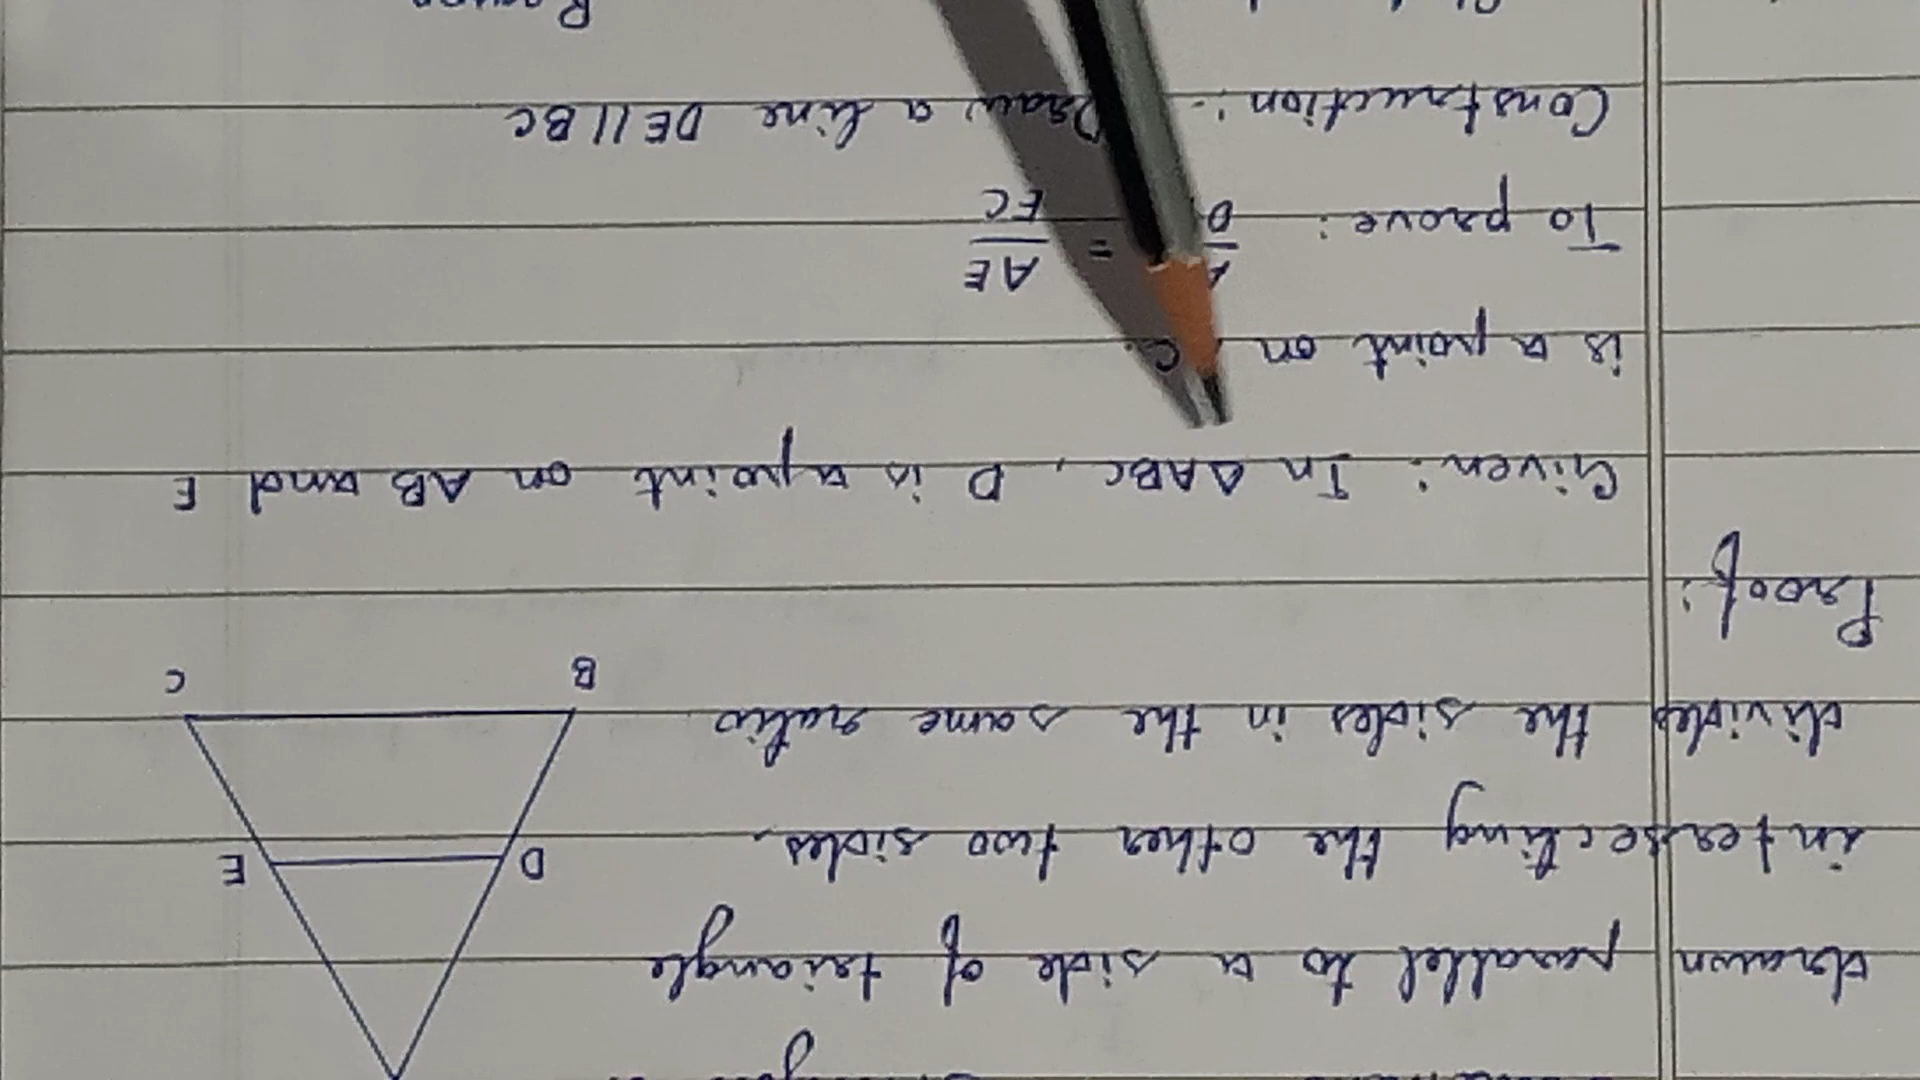 drawn parallel to a side of triangle
intersecting the other two sides.
divides the sides in the same ratio
D
E
B
C
Proof:
Given: In ΔABC, D is a point on AB and E
is a point on C.
To prove: A/D = AE/EC
Construction:- Draw a line DE||BC
Reason